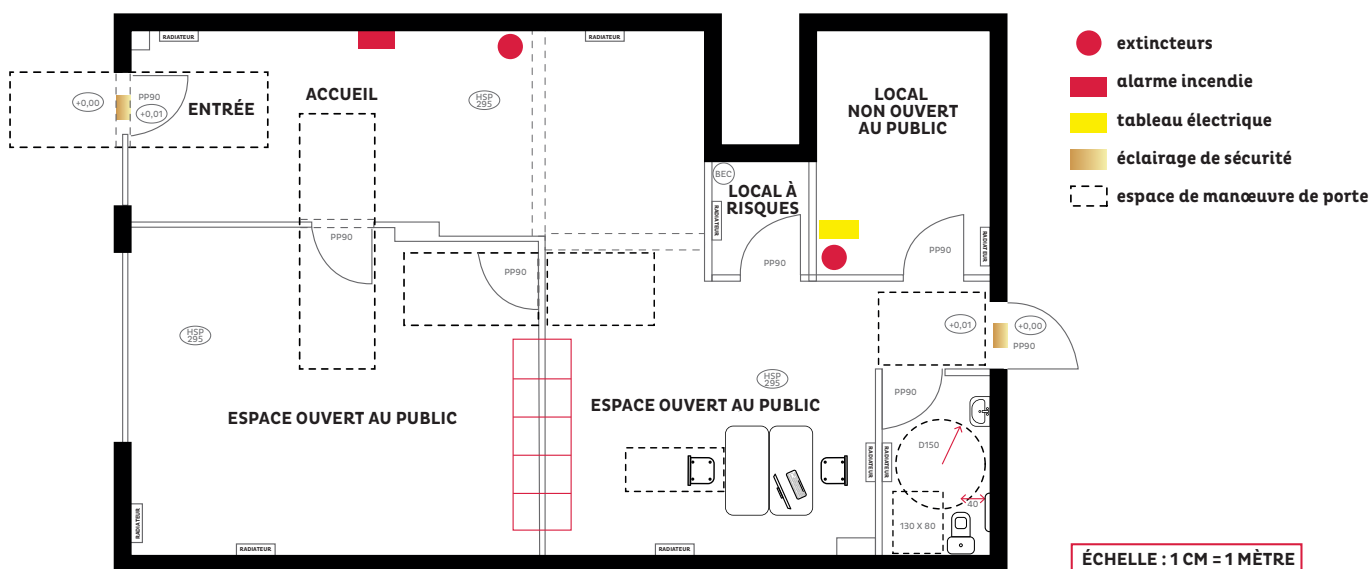 RADIATEUR
RADIATEUR
extincteurs
+0,00
PP90
+0,01
ENTRÉE
ACCUEIL
HSP
295
LOCAL
NON OUVERT
AU PUBLIC
alarme incendie
tableau électrique
éclairage de sécurité
espace de manœuvre de porte
BEC
LOCAL À
RISQUES
RADIATEUR
RADIATEUR
PP90
PP90
PP90
PP90
HSP
295
+0,01
+0,00
PP90
HSP
295
PP90
ESPACE OUVERT AU PUBLIC
ESPACE OUVERT AU PUBLIC
D150
RADIATEUR
RADIATEUR
40
130 X 80
RADIATEUR
RADIATEUR
RADIATEUR
ÉCHELLE : 1 CM = 1 MÈTRE